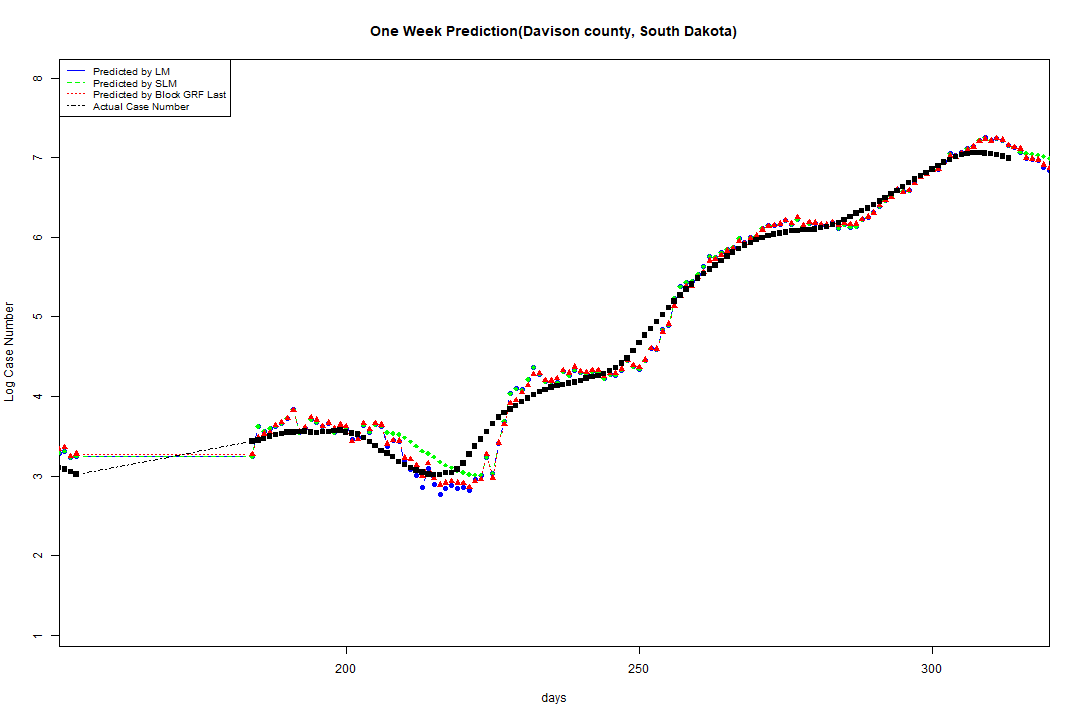 One Week Prediction(Davison county, South Dakota)
Predicted by LM
Predicted by SLM
Predicted by Block GRF Last
Actual Case Number
8
7
6
5
4
3
2
1
Log Case Number
200 250 300
days